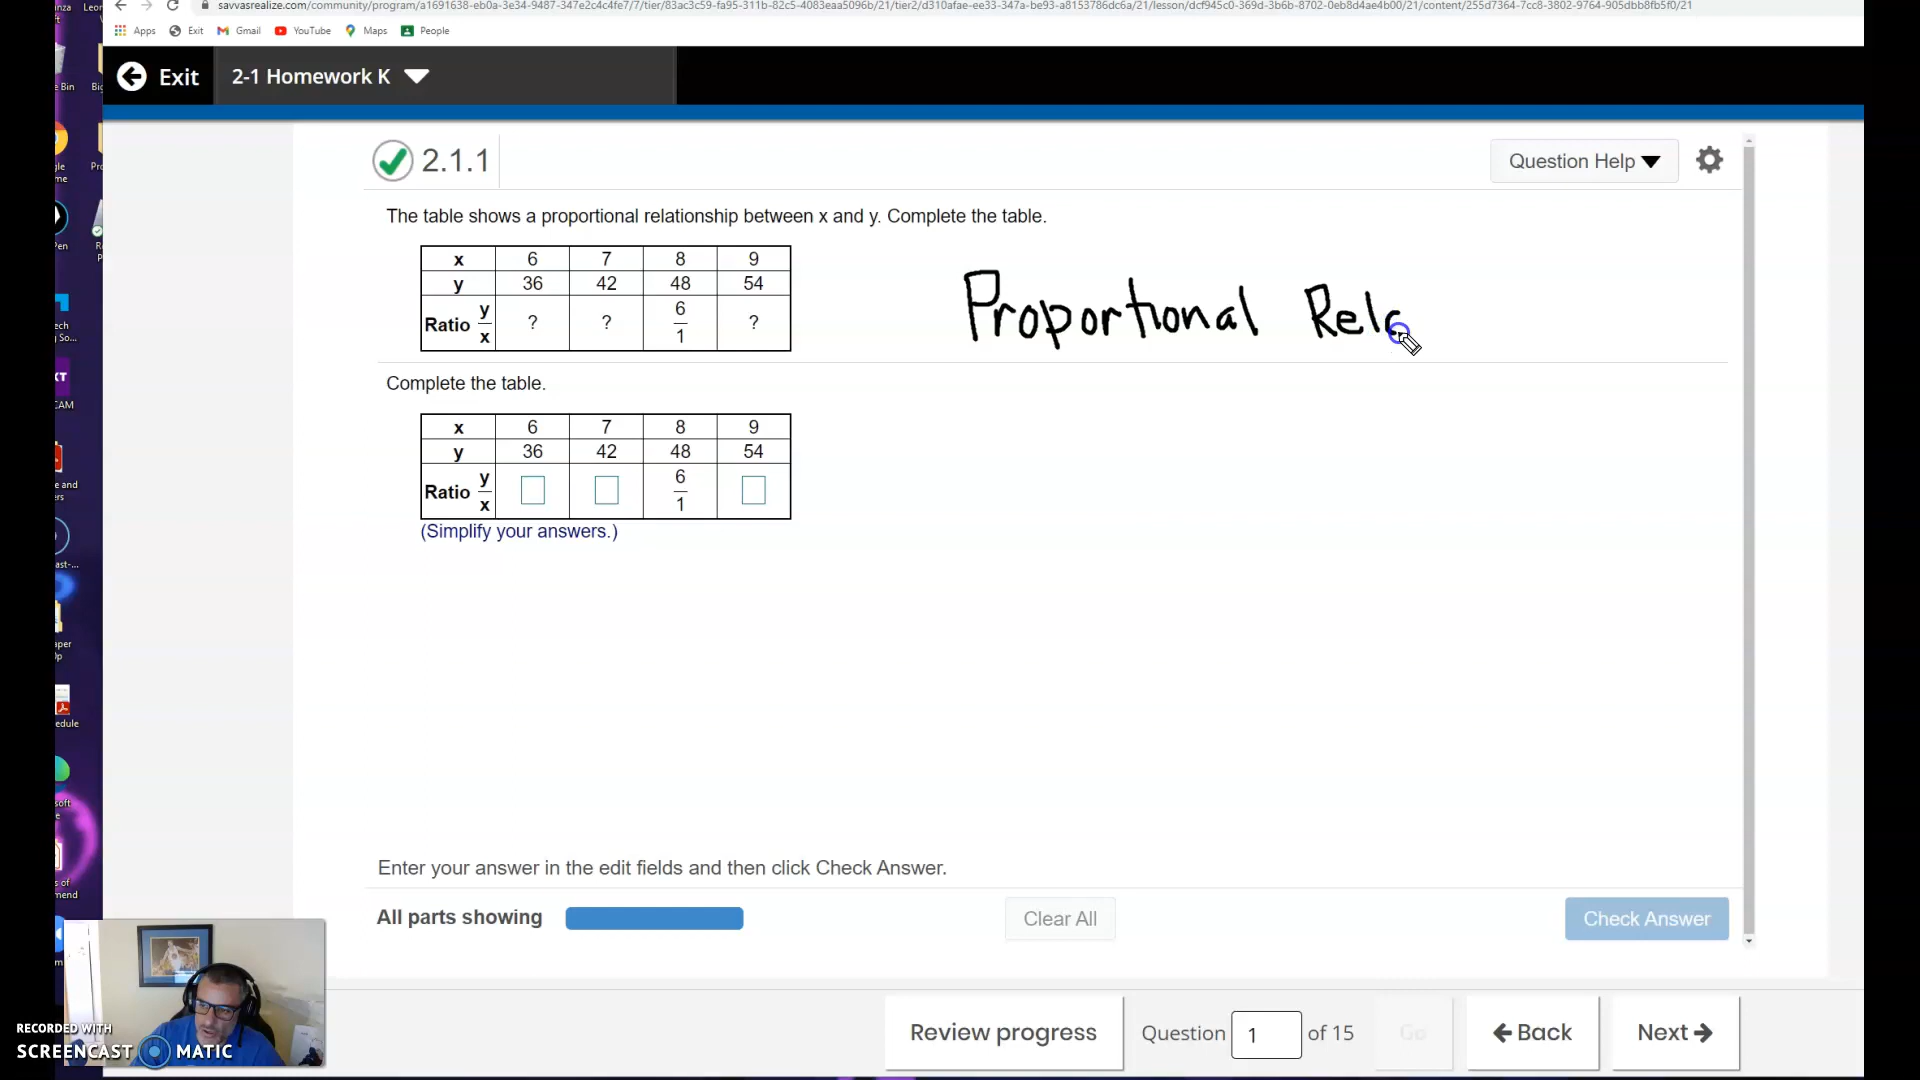 savvasrealize.com/community/program/a1691638-eb0a-3e34-9487-347e2c4c4fe7/7/tier/83ac3c59-fa95-311b-82c5-4083eaa5096b/21/tier2/d310afae-ee33-347a-be93-a8153786dc6a/21/lesson/dcf945c0-369d-3b6b-8702-0eb8d4ae4b00/21/content/255d7364-7cc8-3802-9764-905dbb8fb5f0/21
Apps Exit Gmail YouTube Maps People
Exit 2-1 Homework K
2.1.1 Question Help
The table shows a proportional relationship between x and y. Complete the table.
x 6 7 8 9
y 36 42 48 54
Ratio y/x ? ? 6/1 ?
Proportional Rela
Complete the table.
x 6 7 8 9
y 36 42 48 54
Ratio y/x 6/1
(Simplify your answers.)
Enter your answer in the edit fields and then click Check Answer.
All parts showing Clear All Check Answer
Review progress Question 1 of 15 Go Back Next
RECORDED WITH
SCREENCAST MATIC